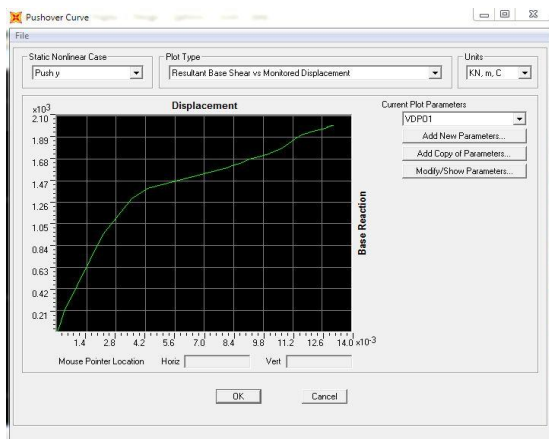 Pushover Curve
File
Static Nonlinear Case
Plot Type
Units
Push y
Resultant Base Shear vs Monitored Displacement
KN, m, C
Displacement
Current Plot Parameters
VDPO1
Add New Parameters...
Add Copy of Parameters...
Modify/Show Parameters...
x10³
2.10
1.89
1.68
1.47
1.26
1.05
0.84
0.63
0.42
0.21
Base Reaction
1.4 2.8 4.2 5.6 7.0 8.4 9.8 11.2 12.6 14.0 x10⁻³
Mouse Pointer Location Horiz Vert
OK Cancel